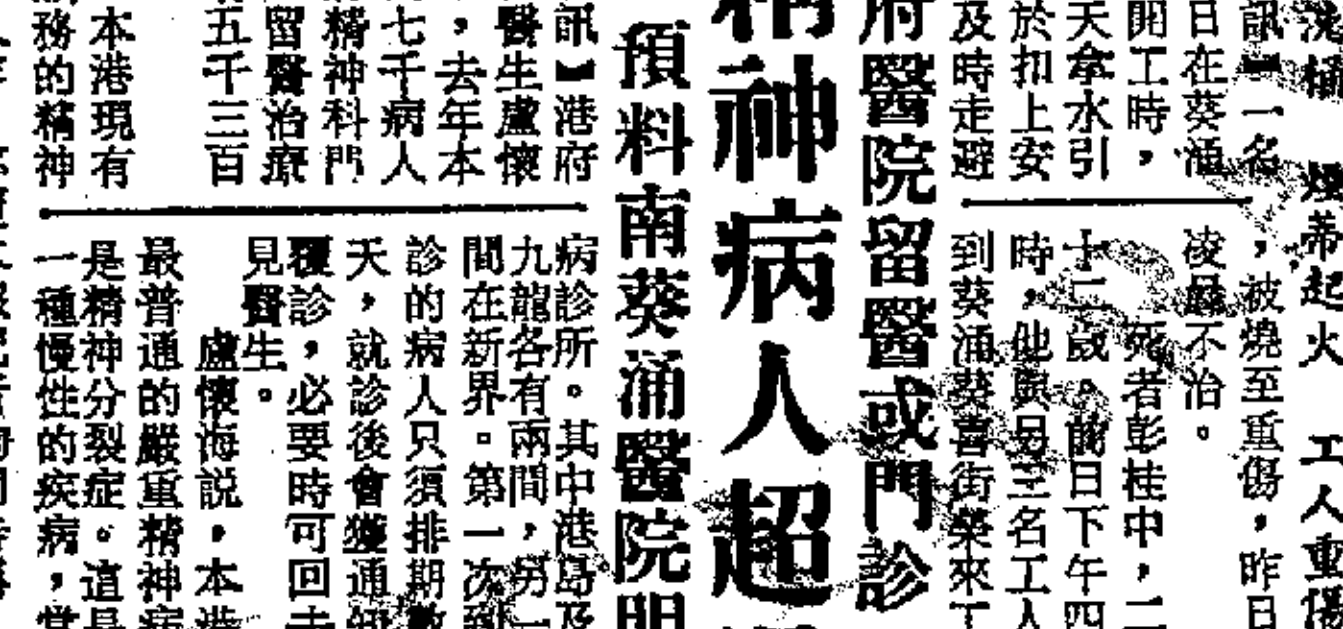 起火 工人重
訊】一名
日在葵涌
開工時，
天拿水引
於扣上安
及時走避
，被燒至重傷，昨日
凌晨不治。
死者彭桂中，二
十二歲。前日下午四
時，他與另三名工人
到葵涌葵喜街榮來工
府醫院留醫或門診
精神病人超
預料南葵涌醫院
訊】港府
醫生盧懷
，去年本
七千病人
精神科門
留醫治療
五千三百
本港現有
務的精神
病診所。其中港島及
九龍各有兩間，另一
間在新界。第一次到
診的病人只須排期數
天，就診後會獲通知
覆診，必要時可回去
見醫生。
盧懷海説，本港
最普通的嚴重精神病
是精神分裂症。這是
一種慢性的疾病，當